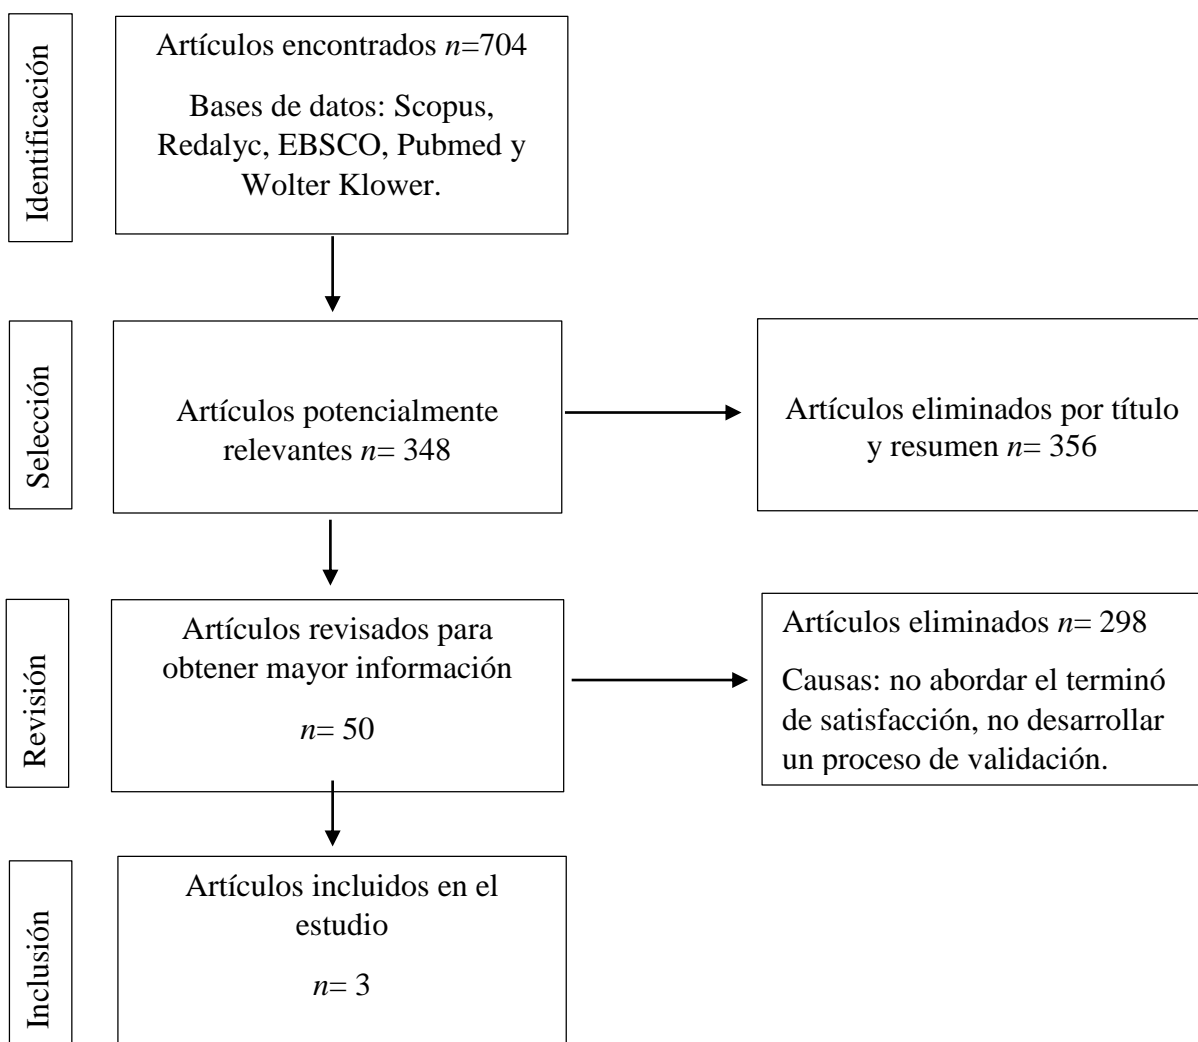 Identificación
Artículos encontrados n=704
Bases de datos: Scopus,
Redalyc, EBSCO, Pubmed y
Wolter Klower.
Selección
Artículos potencialmente
relevantes n= 348
Artículos eliminados por título
y resumen n= 356
Revisión
Artículos revisados para
obtener mayor información
n= 50
Artículos eliminados n= 298
Causas: no abordar el terminó
de satisfacción, no desarrollar
un proceso de validación.
Inclusión
Artículos incluidos en el
estudio
n= 3